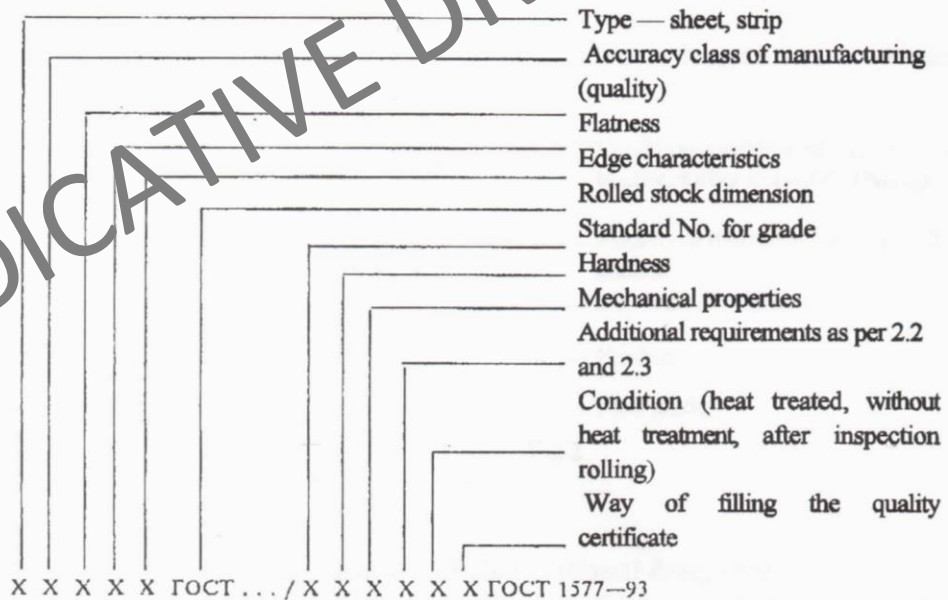 Type — sheet, strip
Accuracy class of manufacturing
(quality)
Flatness
Edge characteristics
Rolled stock dimension
Standard No. for grade
Hardness
Mechanical properties
Additional requirements as per 2.2
and 2.3
Condition (heat treated, without
heat treatment, after inspection
rolling)
Way of filling the quality
certificate
X X X X X ГОСТ .../X X X X X X ГОСТ 1577—93